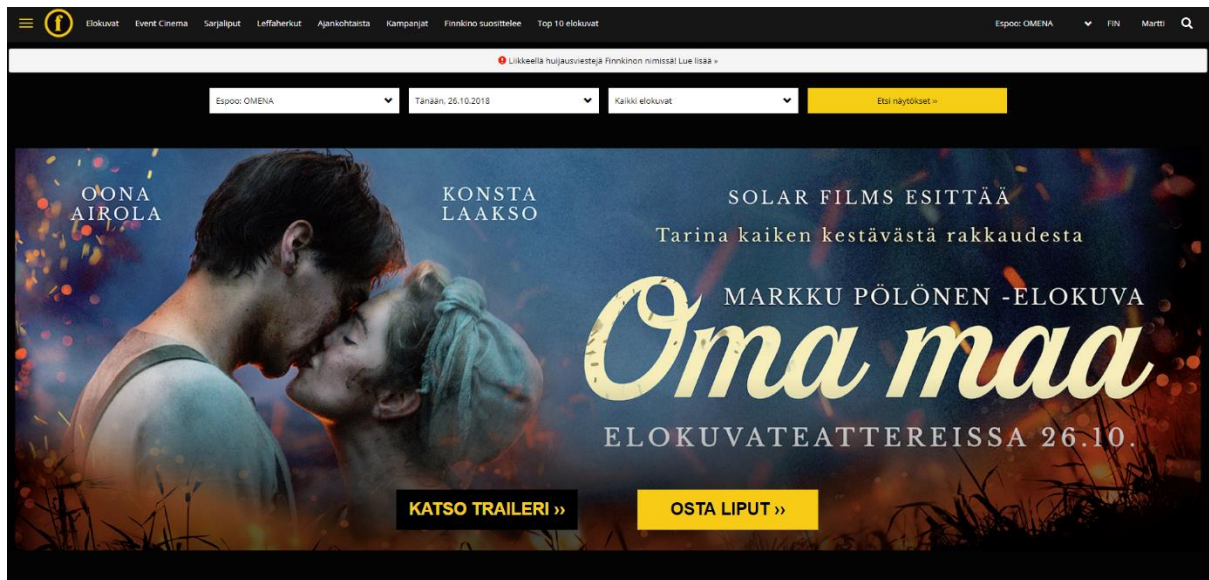 f
Elokuvat Event Cinema Sarjaliput Leffaherkut Ajankohtaista Kampanjat Finnkino suosittelee Top 10 elokuvat Espoo: OMENA FIN Martti
Liikkeellä huijausviestejä Finnkinon nimissä! Lue lisää »
Espoo: OMENA Tänään, 26.10.2018 Kaikki elokuvat Etsi näytökset »
OONA
AIROLA
KONSTA
LAAKSO
SOLAR FILMS ESITTÄÄ
Tarina kaiken kestävästä rakkaudesta
MARKKU PÖLÖNEN -ELOKUVA
Oma maa
ELOKUVATEATTEREISSA 26.10.
KATSO TRAILERI ››
OSTA LIPUT ››